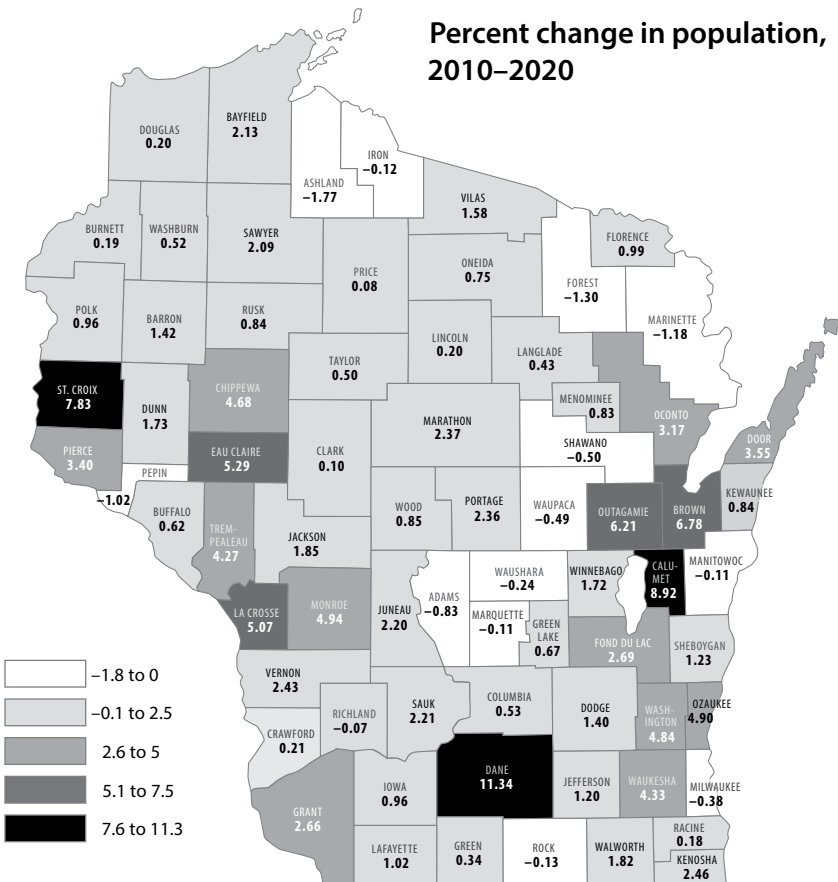 Percent change in population,
2010–2020
DOUGLAS
0.20
BAYFIELD
2.13
ASHLAND
−1.77
IRON
−0.12
VILAS
1.58
BURNETT
0.19
WASHBURN
0.52
SAWYER
2.09
PRICE
0.08
ONEIDA
0.75
FOREST
−1.30
FLORENCE
0.99
MARINETTE
−1.18
POLK
0.96
BARRON
1.42
RUSK
0.84
LINCOLN
0.20
TAYLOR
0.50
LANGLADE
0.43
ST. CROIX
7.83
DUNN
1.73
CHIPPEWA
4.68
MARATHON
2.37
MENOMINEE
0.83
OCONTO
3.17
SHAWANO
−0.50
DOOR
3.55
PIERCE
3.40
PEPIN
−1.02
EAU CLAIRE
5.29
CLARK
0.10
BUFFALO
0.62
TREM-
PEALEAU
4.27
JACKSON
1.85
WOOD
0.85
PORTAGE
2.36
WAUPACA
−0.49
OUTAGAMIE
6.21
BROWN
6.78
KEWAUNEE
0.84
LA CROSSE
5.07
MONROE
4.94
JUNEAU
2.20
ADAMS
−0.83
WAUSHARA
−0.24
MARQUETTE
−0.11
GREEN
LAKE
0.67
WINNEBAGO
1.72
CALU-
MET
8.92
MANITOWOC
−0.11
FOND DU LAC
2.69
SHEBOYGAN
1.23
VERNON
2.43
CRAWFORD
0.21
RICHLAND
−0.07
SAUK
2.21
COLUMBIA
0.53
DODGE
1.40
WASH-
INGTON
4.84
OZAUKEE
4.90
GRANT
2.66
IOWA
0.96
DANE
11.34
JEFFERSON
1.20
WAUKESHA
4.33
MILWAUKEE
−0.38
LAFAYETTE
1.02
GREEN
0.34
ROCK
−0.13
WALWORTH
1.82
RACINE
0.18
KENOSHA
2.46
−1.8 to 0
−0.1 to 2.5
2.6 to 5
5.1 to 7.5
7.6 to 11.3